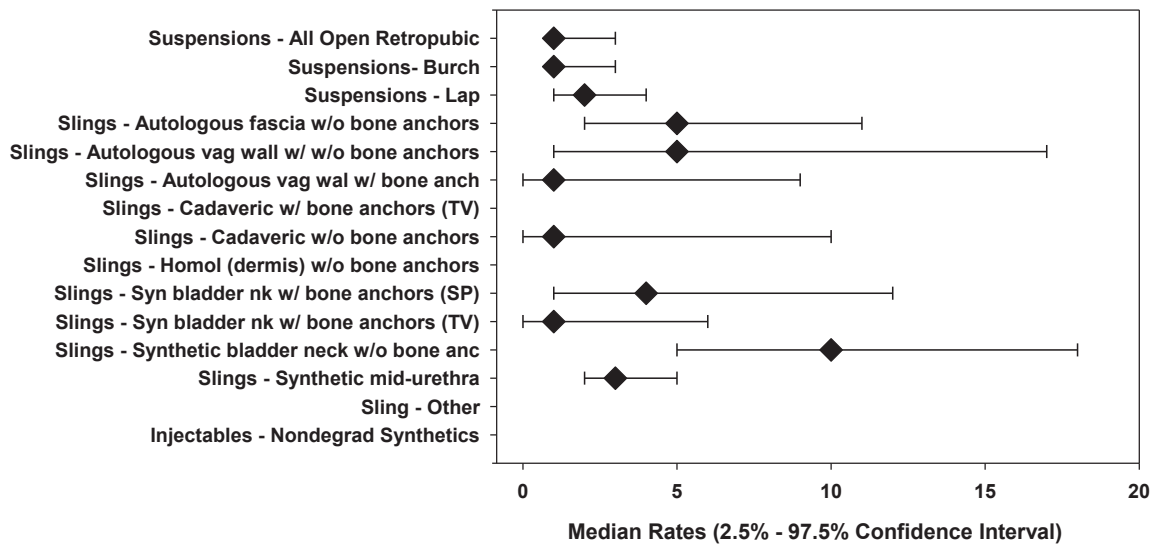 Suspensions - All Open Retropubic
Suspensions- Burch
Suspensions - Lap
Slings - Autologous fascia w/o bone anchors
Slings - Autologous vag wall w/ w/o bone anchors
Slings - Autologous vag wal w/ bone anch
Slings - Cadaveric w/ bone anchors (TV)
Slings - Cadaveric w/o bone anchors
Slings - Homol (dermis) w/o bone anchors
Slings - Syn bladder nk w/ bone anchors (SP)
Slings - Syn bladder nk w/ bone anchors (TV)
Slings - Synthetic bladder neck w/o bone anc
Slings - Synthetic mid-urethra
Sling - Other
Injectables - Nondegrad Synthetics
0 5 10 15 20
Median Rates (2.5% - 97.5% Confidence Interval)